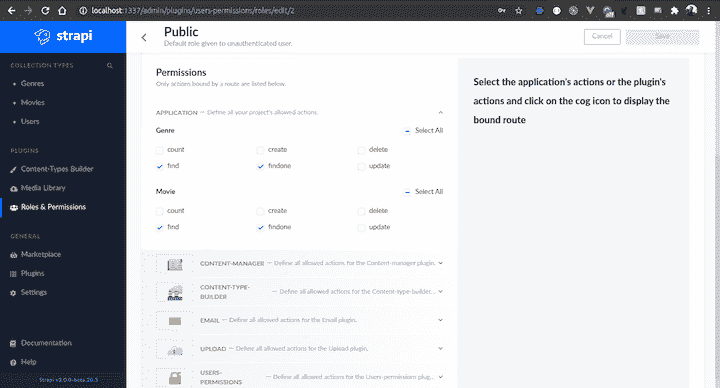 localhost:1337/admin/plugins/users-permissions/roles/edit/2
strapi
COLLECTION TYPES
Genres
Movies
Users
PLUGINS
Content-Types Builder
Media Library
Roles & Permissions
GENERAL
Marketplace
Plugins
Settings
Documentation
Help
Strapi v3.0.0-beta.20.3
Public
Default role given to unauthenticated user.
Cancel
Save
Permissions
Only actions bound by a route are listed below.
APPLICATION — Define all your project's allowed actions.
Genre
Select All
count
create
delete
find
findone
update
Movie
Select All
count
create
delete
find
findone
update
CONTENT-MANAGER — Define all allowed actions for the Content-manager plugin.
CONTENT-TYPE-
BUILDER — Define all allowed actions for the Content-type-builder...
EMAIL — Define all allowed actions for the Email plugin.
UPLOAD — Define all allowed actions for the Upload plugin.
USERS-
PERMISSIONS — Define all allowed actions for the Users-permissions plug...
Select the application's actions or the plugin's
actions and click on the cog icon to display the
bound route